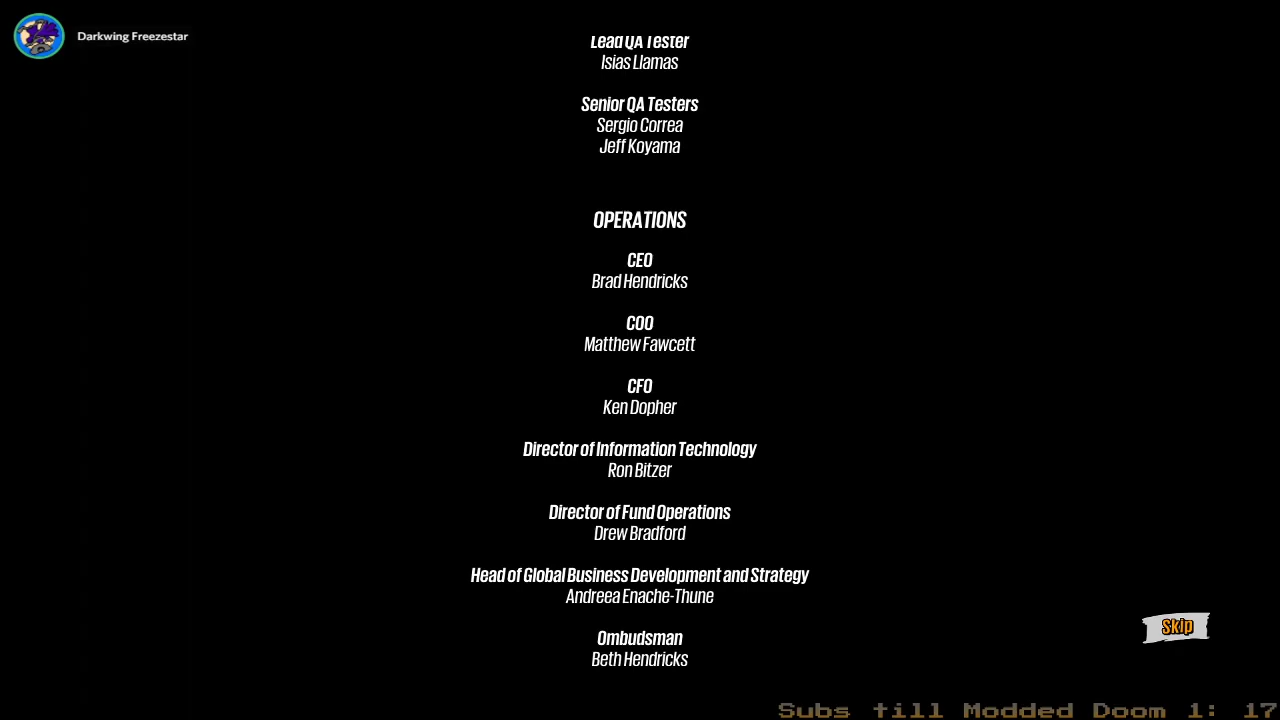 Darkwing Freezestar
Lead QA Tester
Isias Llamas
Senior QA Testers
Sergio Correa
Jeff Koyama
OPERATIONS
CEO
Brad Hendricks
COO
Matthew Fawcett
CFO
Ken Dopher
Director of Information Technology
Ron Bitzer
Director of Fund Operations
Drew Bradford
Head of Global Business Development and Strategy
Andreea Enache-Thune
Ombudsman
Beth Hendricks
Skip
Subs till Modded Doom 1: 17